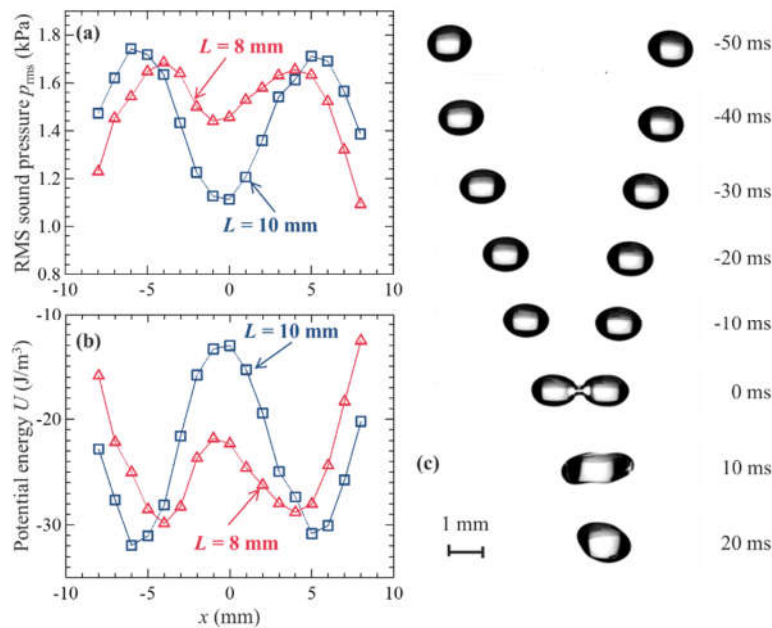 (a)
L = 8 mm
L = 10 mm
RMS sound pressure p_rms (kPa)
2.0
1.8
1.6
1.4
1.2
1.0
0.8
-10
-5
0
5
10
(b)
L = 10 mm
L = 8 mm
Potential energy U (J/m³)
-10
-20
-30
-10
-5
0
5
10
x (mm)
-50 ms
-40 ms
-30 ms
-20 ms
-10 ms
0 ms
(c)
10 ms
1 mm
20 ms